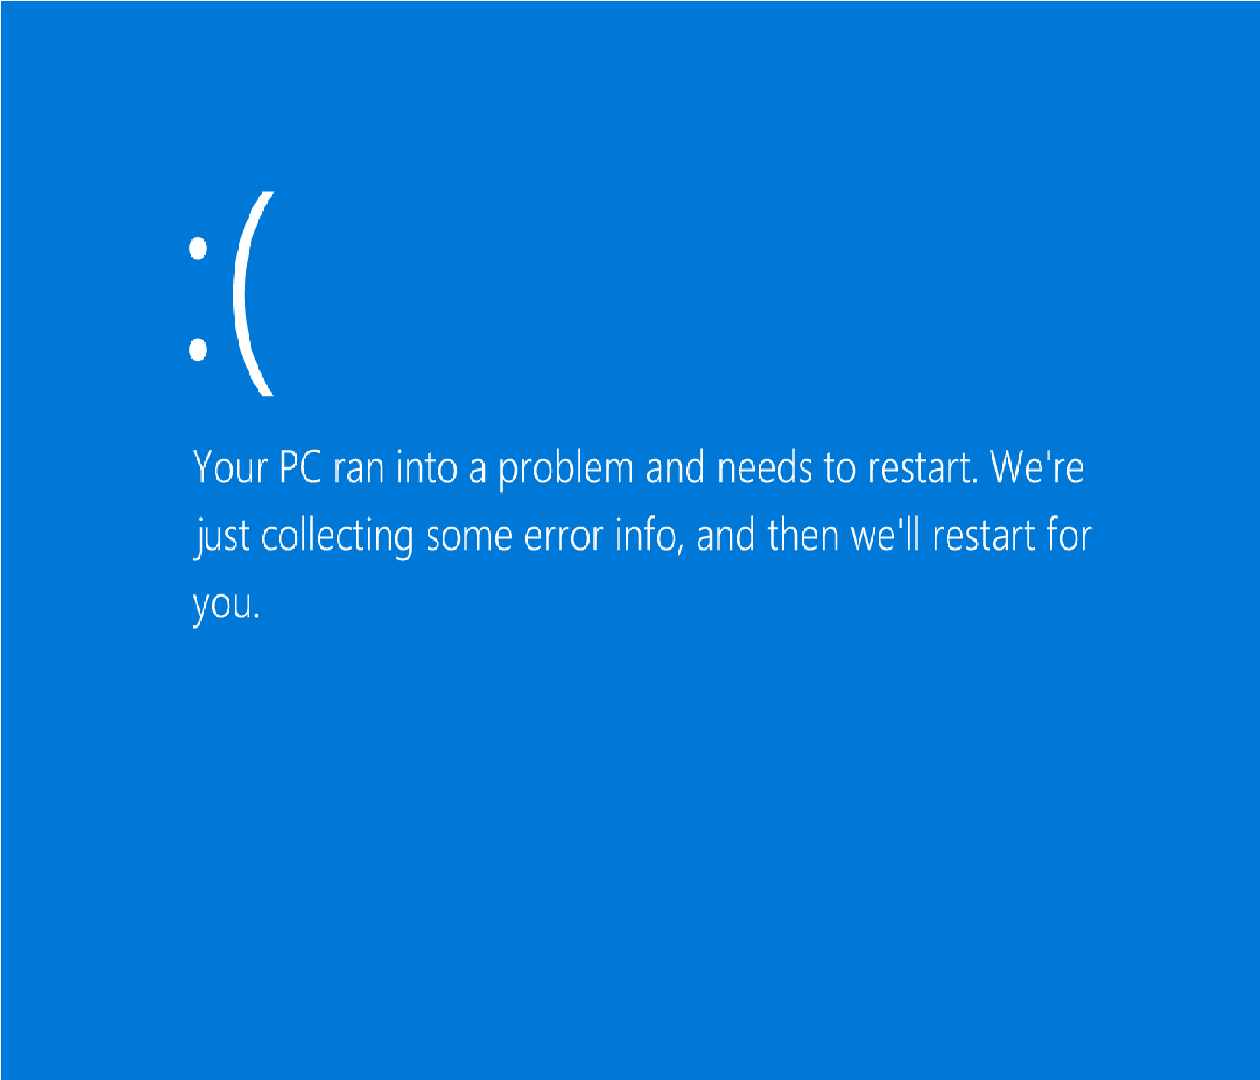 :(
Your PC ran into a problem and needs to restart. We're
just collecting some error info, and then we'll restart for
you.